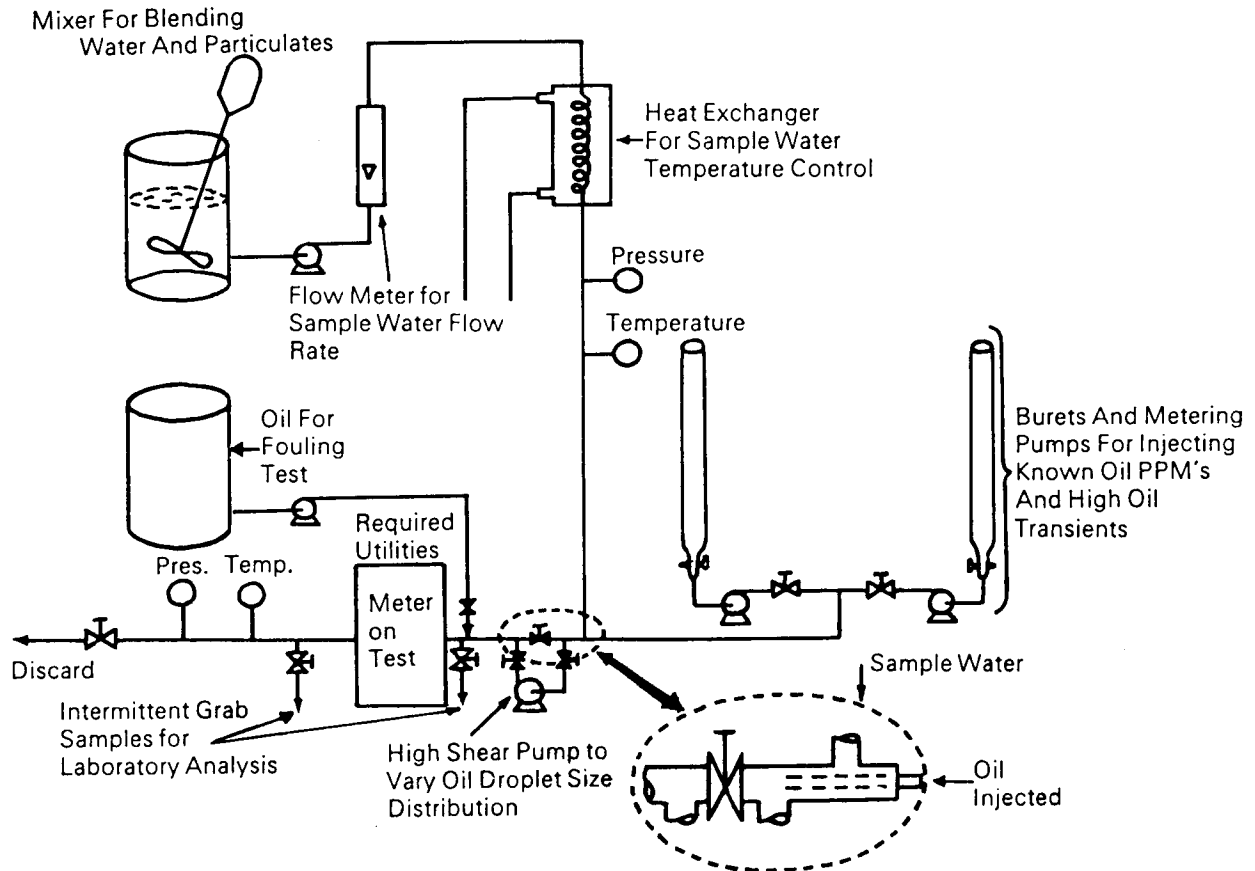 Mixer For Blending
Water And Particulates
Heat Exchanger
For Sample Water
Temperature Control
Flow Meter for
Sample Water Flow
Rate
Pressure
Temperature
Oil For
Fouling
Test
Burets And Metering
Pumps For Injecting
Known Oil PPM's
And High Oil
Transients
Required
Utilities
Pres.
Temp.
Meter
on
Test
Discard
Intermittent Grab
Samples for
Laboratory Analysis
High Shear Pump to
Vary Oil Droplet Size
Distribution
Sample Water
Oil
Injected